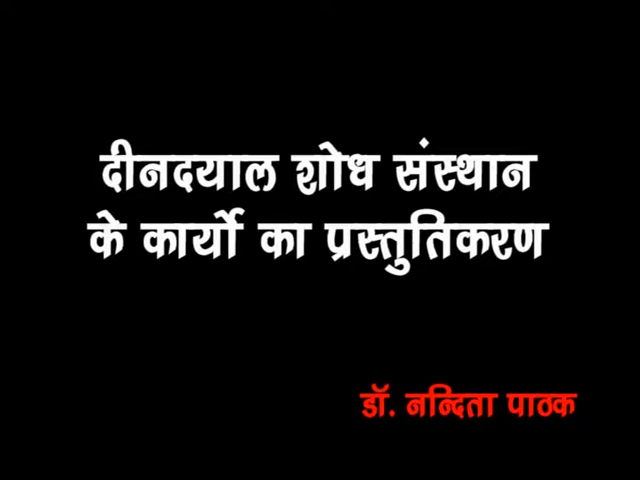 दीनदयाल शोध संस्थान
के कार्यो का प्रस्तुतिकरण
डॉ. नन्दिता पाठक